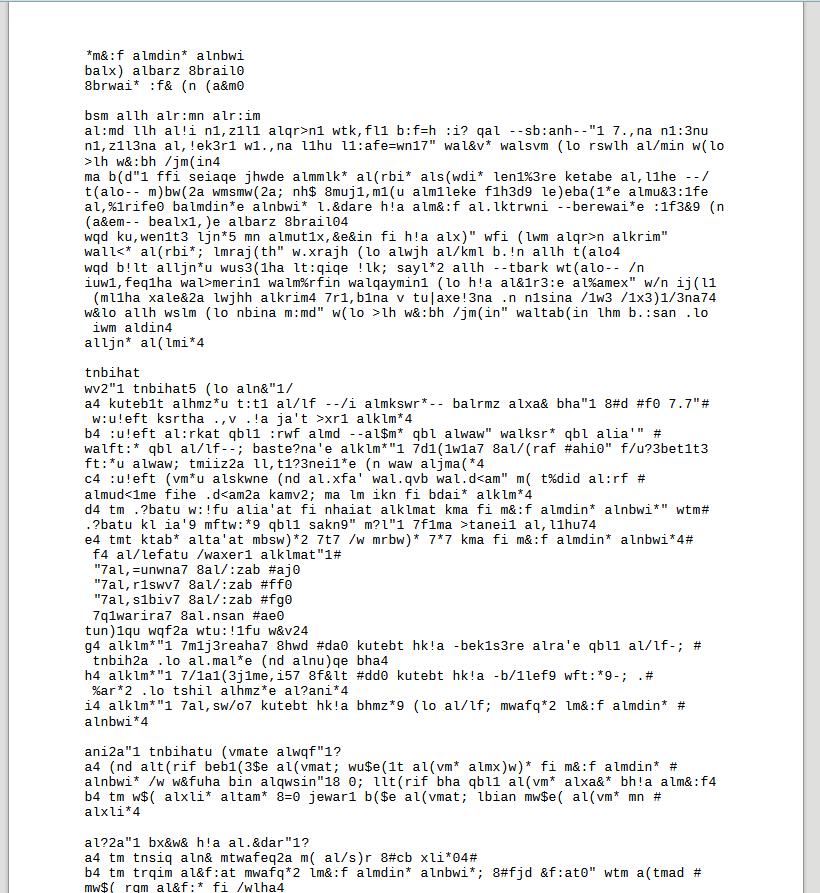 *m&:f almdin* alnbwi
balx) albarz 8brail0
8brwai* :f& (n (a&m0
bsm allh alr:mn alr:im
al:md llh al!i n1,z1l1 alqr>n1 wtk,fl1 b:f=h :i? qal --sb:anh--"1 7.,na n1:3nu
n1,z1l3na al,!ek3r1 w1.,na l1hu l1:afe=wn17" wal&v* walsvm (lo rswlh al/min w(lo
>lh w&:bh /jm(in4
ma b(d"1 ffi seiaqe jhwde almmlk* al(rbi* als(wdi* len1%3re ketabe al,l1he --/
t(alo-- m)bw(2a wmsmw(2a; nh$ 8muj1,m1(u alm1leke f1h3d9 le)eba(1*e almu&3:1fe
al,%1rife0 balmdin*e alnbwi* l.&dare h!a alm&:f al.lktrwni --berewai*e :1f3&9 (n
(a&em-- bealx1,)e albarz 8brail04
wqd ku,wen1t3 ljn*5 mn almut1x,&e&in fi h!a alx)" wfi (lwm alqr>n alkrim"
wall<* al(rbi*; lmraj(th" w.xrajh (lo alwjh al/kml b.!n allh t(alo4
wqd b!lt alljn*u wus3(1ha lt:qiqe !lk; sayl*2 allh --tbark wt(alo-- /n
iuw1,feq1ha wal>merin1 walm%rfin walqaymin1 (lo h!a al&1r3:e al%amex" w/n ij(l1
 (ml1ha xale&2a lwjhh alkrim4 7r1,b1na v tu|axe!3na .n n1sina /1w3 /1x3)1/3na74
w&lo allh wslm (lo nbina m:md" w(lo >lh w&:bh /jm(in" waltab(in lhm b.:san .lo
 iwm aldin4
alljn* al(lmi*4
tnbihat
wv2"1 tnbihat5 (lo aln&"1/
a4 kuteb1t alhmz*u t:t1 al/lf --/i almkswr*-- balrmz alxa& bha"1 8#d #f0 7.7"#
 w:u!eft ksrtha .,v .!a ja't >xr1 alklm*4
b4 :u!eft al:rkat qbl1 :rwf almd --al$m* qbl alwaw" walksr* qbl alia'" #
walft:* qbl al/lf--; baste?na'e alklm*"1 7d1(1w1a7 8al/(raf #ahi0" f/u?3bet1t3
ft:*u alwaw; tmiiz2a ll,t1?3nei1*e (n waw aljma(*4
c4 :u!eft (vm*u alskwne (nd al.xfa' wal.qvb wal.d<am" m( t%did al:rf #
almud<1me fihe .d<am2a kamv2; ma lm ikn fi bdai* alklm*4
d4 tm .?batu w:!fu alia'at fi nhaiat alklmat kma fi m&:f almdin* alnbwi*" wtm#
.?batu kl ia'9 mftw:*9 qbl1 sakn9" m?l"1 7f1ma >tanei1 al,l1hu74
e4 tmt ktab* alta'at mbsw)*2 7t7 /w mrbw)* 7*7 kma fi m&:f almdin* alnbwi*4#
 f4 al/lefatu /waxer1 alklmat"1#
 "7al,=unwna7 8al/:zab #aj0
 "7al,r1swv7 8al/:zab #ff0
 "7al,s1biv7 8al/:zab #fg0
 7q1warira7 8al.nsan #ae0
tun)1qu wqf2a wtu:!1fu w&v24
g4 alklm*"1 7m1j3reaha7 8hwd #da0 kutebt hk!a -bek1s3re alra'e qbl1 al/lf-; #
 tnbih2a .lo al.mal*e (nd alnu)qe bha4
h4 alklm*"1 7/1a1(3j1me,i57 8f&lt #dd0 kutebt hk!a -b/1lef9 wft:*9-; .#
 %ar*2 .lo tshil alhmz*e al?ani*4
i4 alklm*"1 7al,sw/o7 kutebt hk!a bhmz*9 (lo al/lf; mwafq*2 lm&:f almdin* #
alnbwi*4
ani2a"1 tnbihatu (vmate alwqf"1?
a4 (nd alt(rif beb1(3$e al(vmat; wu$e(1t al(vm* almx)w)* fi m&:f almdin* #
alnbwi* /w w&fuha bin alqwsin"18 0; llt(rif bha qbl1 al(vm* alxa&* bh!a alm&:f4
b4 tm w$( alxli* altam* 8=0 jewar1 b($e al(vmat; lbian mw$e( al(vm* mn #
alxli*4
al?2a"1 bx&w& h!a al.&dar"1?
a4 tm tnsiq aln& mtwafeq2a m( al/s)r 8#cb xli*04#
b4 tm trqim al&f:at mwafq*2 lm&:f almdin* alnbwi*; 8#fjd &f:at0" wtm a(tmad #
mw$( rqm al&f:* fi /wlha4